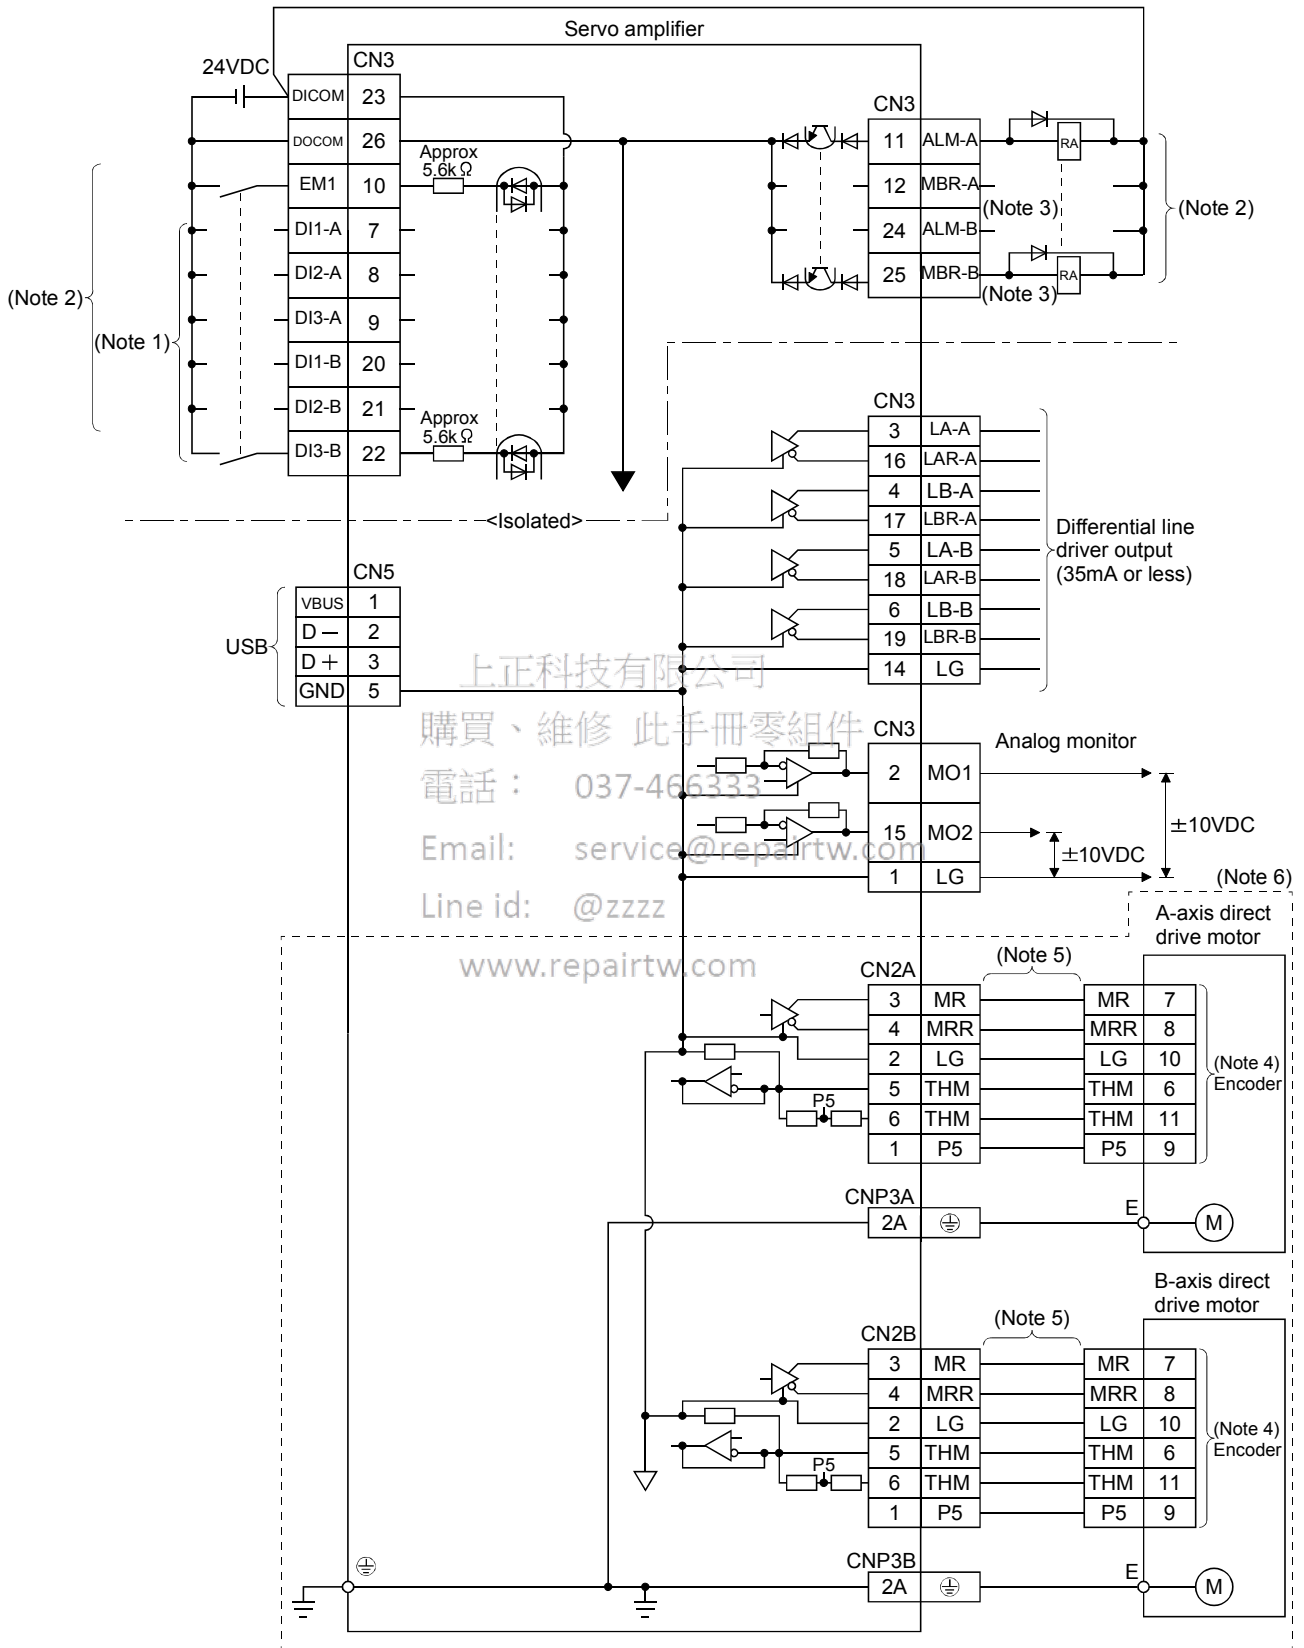 Servo amplifier
24VDC
CN3
DICOM 23
DOCOM 26
EM1 10
DI1-A 7
DI2-A 8
DI3-A 9
DI1-B 20
DI2-B 21
DI3-B 22
Approx
5.6kΩ
Approx
5.6kΩ
(Note 2)
(Note 1)
CN3
11 ALM-A
12 MBR-A
24 ALM-B
25 MBR-B
(Note 3)
(Note 3)
RA
RA
(Note 2)
<Isolated>
CN3
3 LA-A
16 LAR-A
4 LB-A
17 LBR-A
5 LA-B
18 LAR-B
6 LB-B
19 LBR-B
14 LG
Differential line
driver output
(35mA or less)
CN5
VBUS 1
D− 2
D+ 3
GND 5
USB
上正科技有限公司
購買、維修 此手冊零組件
電話： 037-466333
Email: service@repairtw.com
Line id: @zzzz
www.repairtw.com
CN3
2 MO1
15 MO2
1 LG
Analog monitor
±10VDC
±10VDC
(Note 6)
A-axis direct
drive motor
CN2A
(Note 5)
3 MR MR 7
4 MRR MRR 8
2 LG LG 10
5 THM THM 6
6 THM THM 11
1 P5 P5 9
P5
(Note 4)
Encoder
CNP3A
2A
E
M
B-axis direct
drive motor
CN2B
(Note 5)
3 MR MR 7
4 MRR MRR 8
2 LG LG 10
5 THM THM 6
6 THM THM 11
1 P5 P5 9
P5
(Note 4)
Encoder
CNP3B
2A
E
M